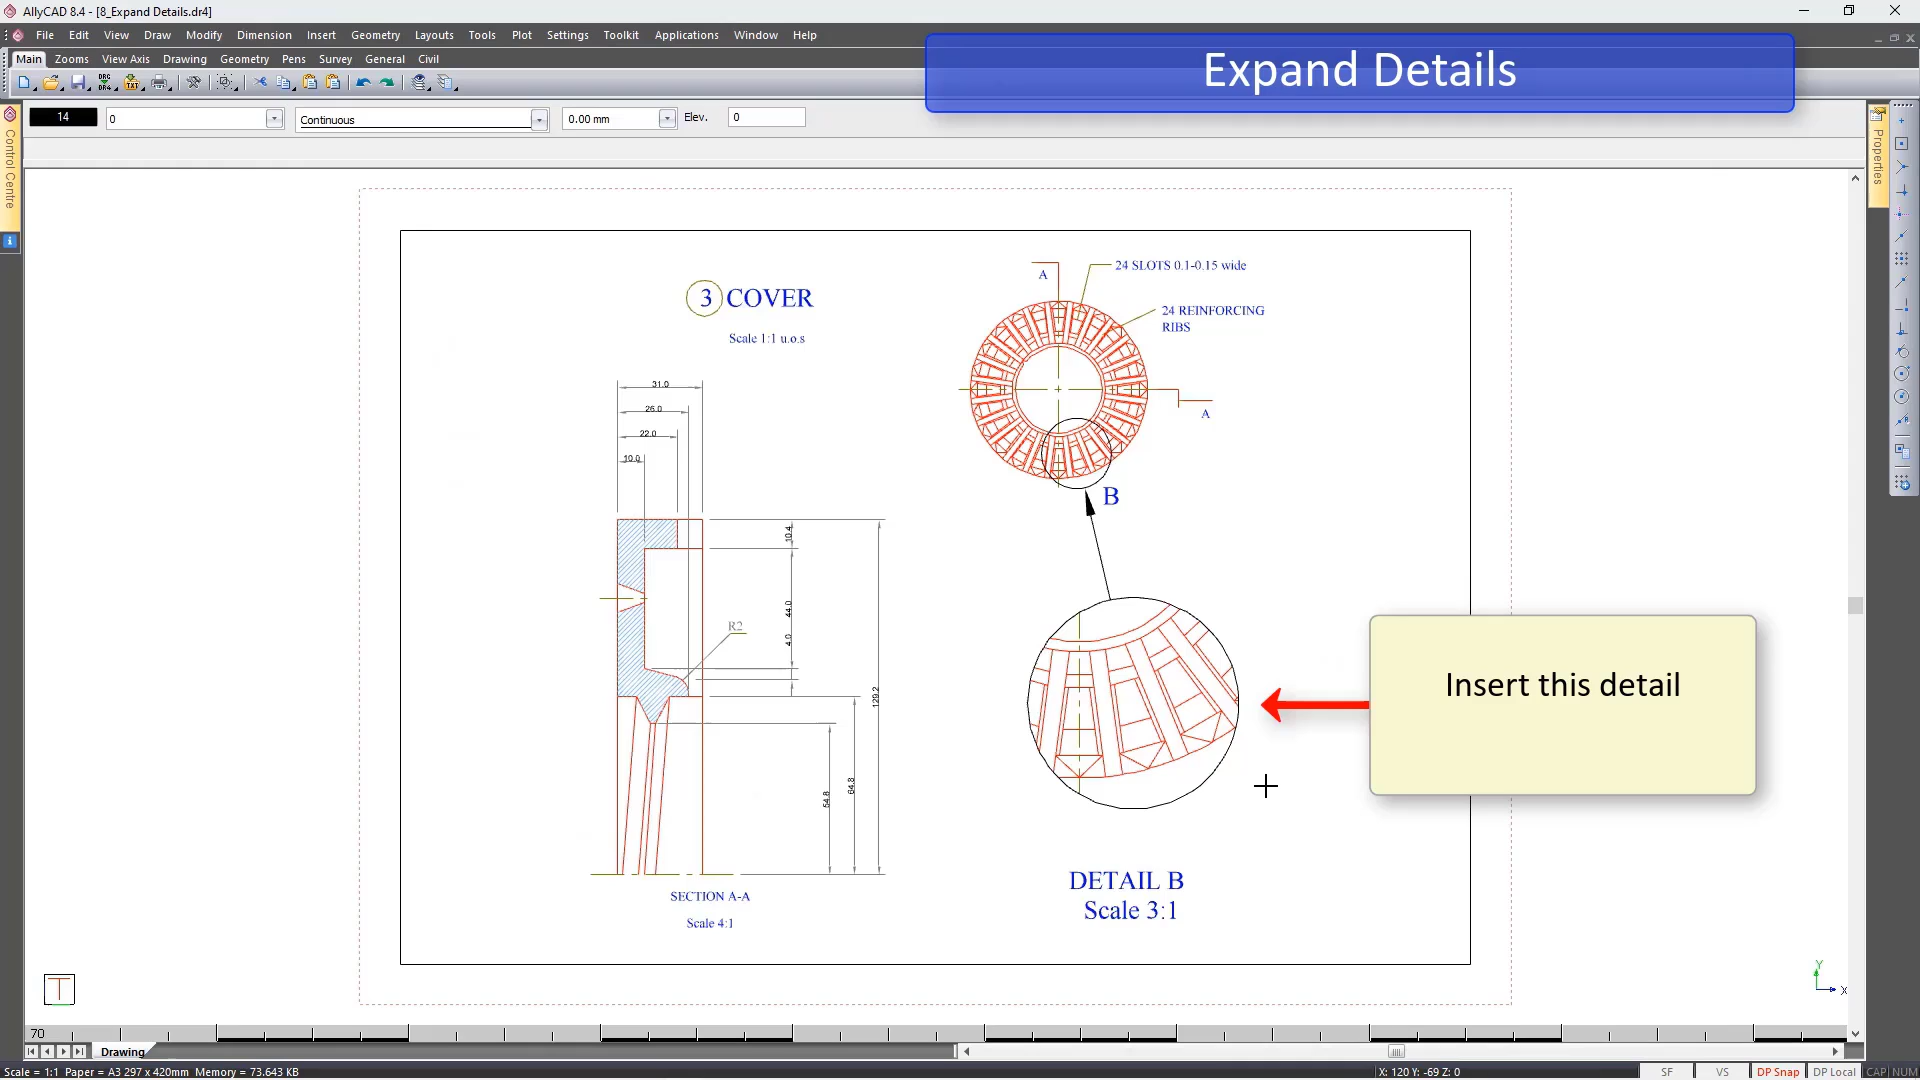 AllyCAD 8.4 - [8_Expand Details.dr4]
File Edit View Draw Modify Dimension Insert Geometry Layouts Tools Plot Settings Toolkit Applications Window Help
Main Zooms View Axis Drawing Geometry Pens Survey General Civil
Expand Details
14 0 Continuous 0.00 mm Elev. 0
Control Centre
Properties
3 COVER
Scale 1:1 u.o.s
A
24 SLOTS 0.1-0.15 wide
24 REINFORCING
RIBS
A
B
31.0
26.0
22.0
10.0
10.4
44.0
4.0
R2
129.2
64.8
54.8
SECTION A-A
Scale 4:1
Insert this detail
DETAIL B
Scale 3:1
T
Y
X
70
Drawing
Scale = 1:1 Paper = A3 297 x 420mm Memory = 73.643 KB
X: 120 Y: -69 Z: 0
SF VS DP Snap DP Local CAP NUM